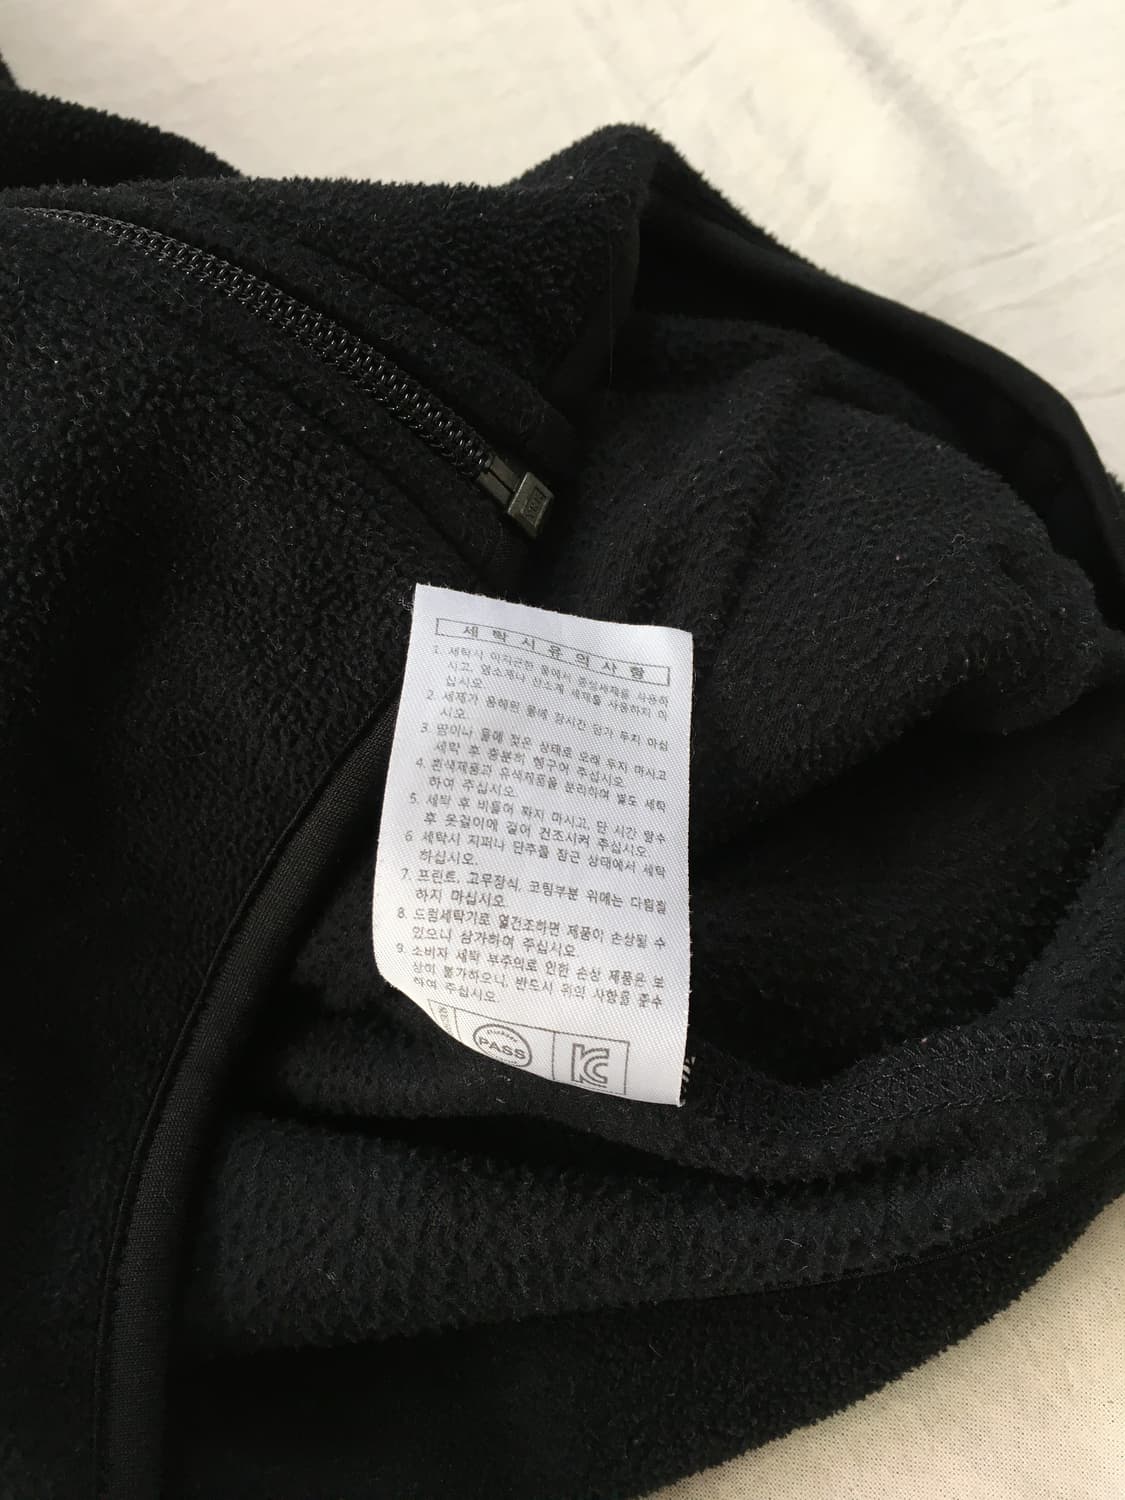 세탁시유의사항
1. 세탁시 미지근한 물에서 중성세제를 사용하
시고, 염소계나 산소계 세제를 사용하지 마
십시오.
2. 세제가 용해된 물에 장시간 담가 두지 마십
시오.
3. 땀이나 물에 젖은 상태로 오래 두지 마시고
세탁 후 충분히 헹구어 주십시오.
4. 흰색제품과 유색제품을 분리하여 별도 세탁
하여 주십시오.
5. 세탁 후 비틀어 짜지 마시고, 단 시간 탈수
후 옷걸이에 걸어 건조시켜 주십시오.
6. 세탁시 지퍼나 단추를 잠근 상태에서 세탁
하십시오.
7. 프린트, 고무장식, 코팅부분 위에는 다림질
하지 마십시오.
8. 드럼세탁기로 열건조하면 제품이 손상될 수
있으니 삼가하여 주십시오.
9. 소비자 세탁 부주의로 인한 손상 제품은 보
상이 불가하오니, 반드시 위의 사항을 준수
하여 주십시오.
PASS
KC